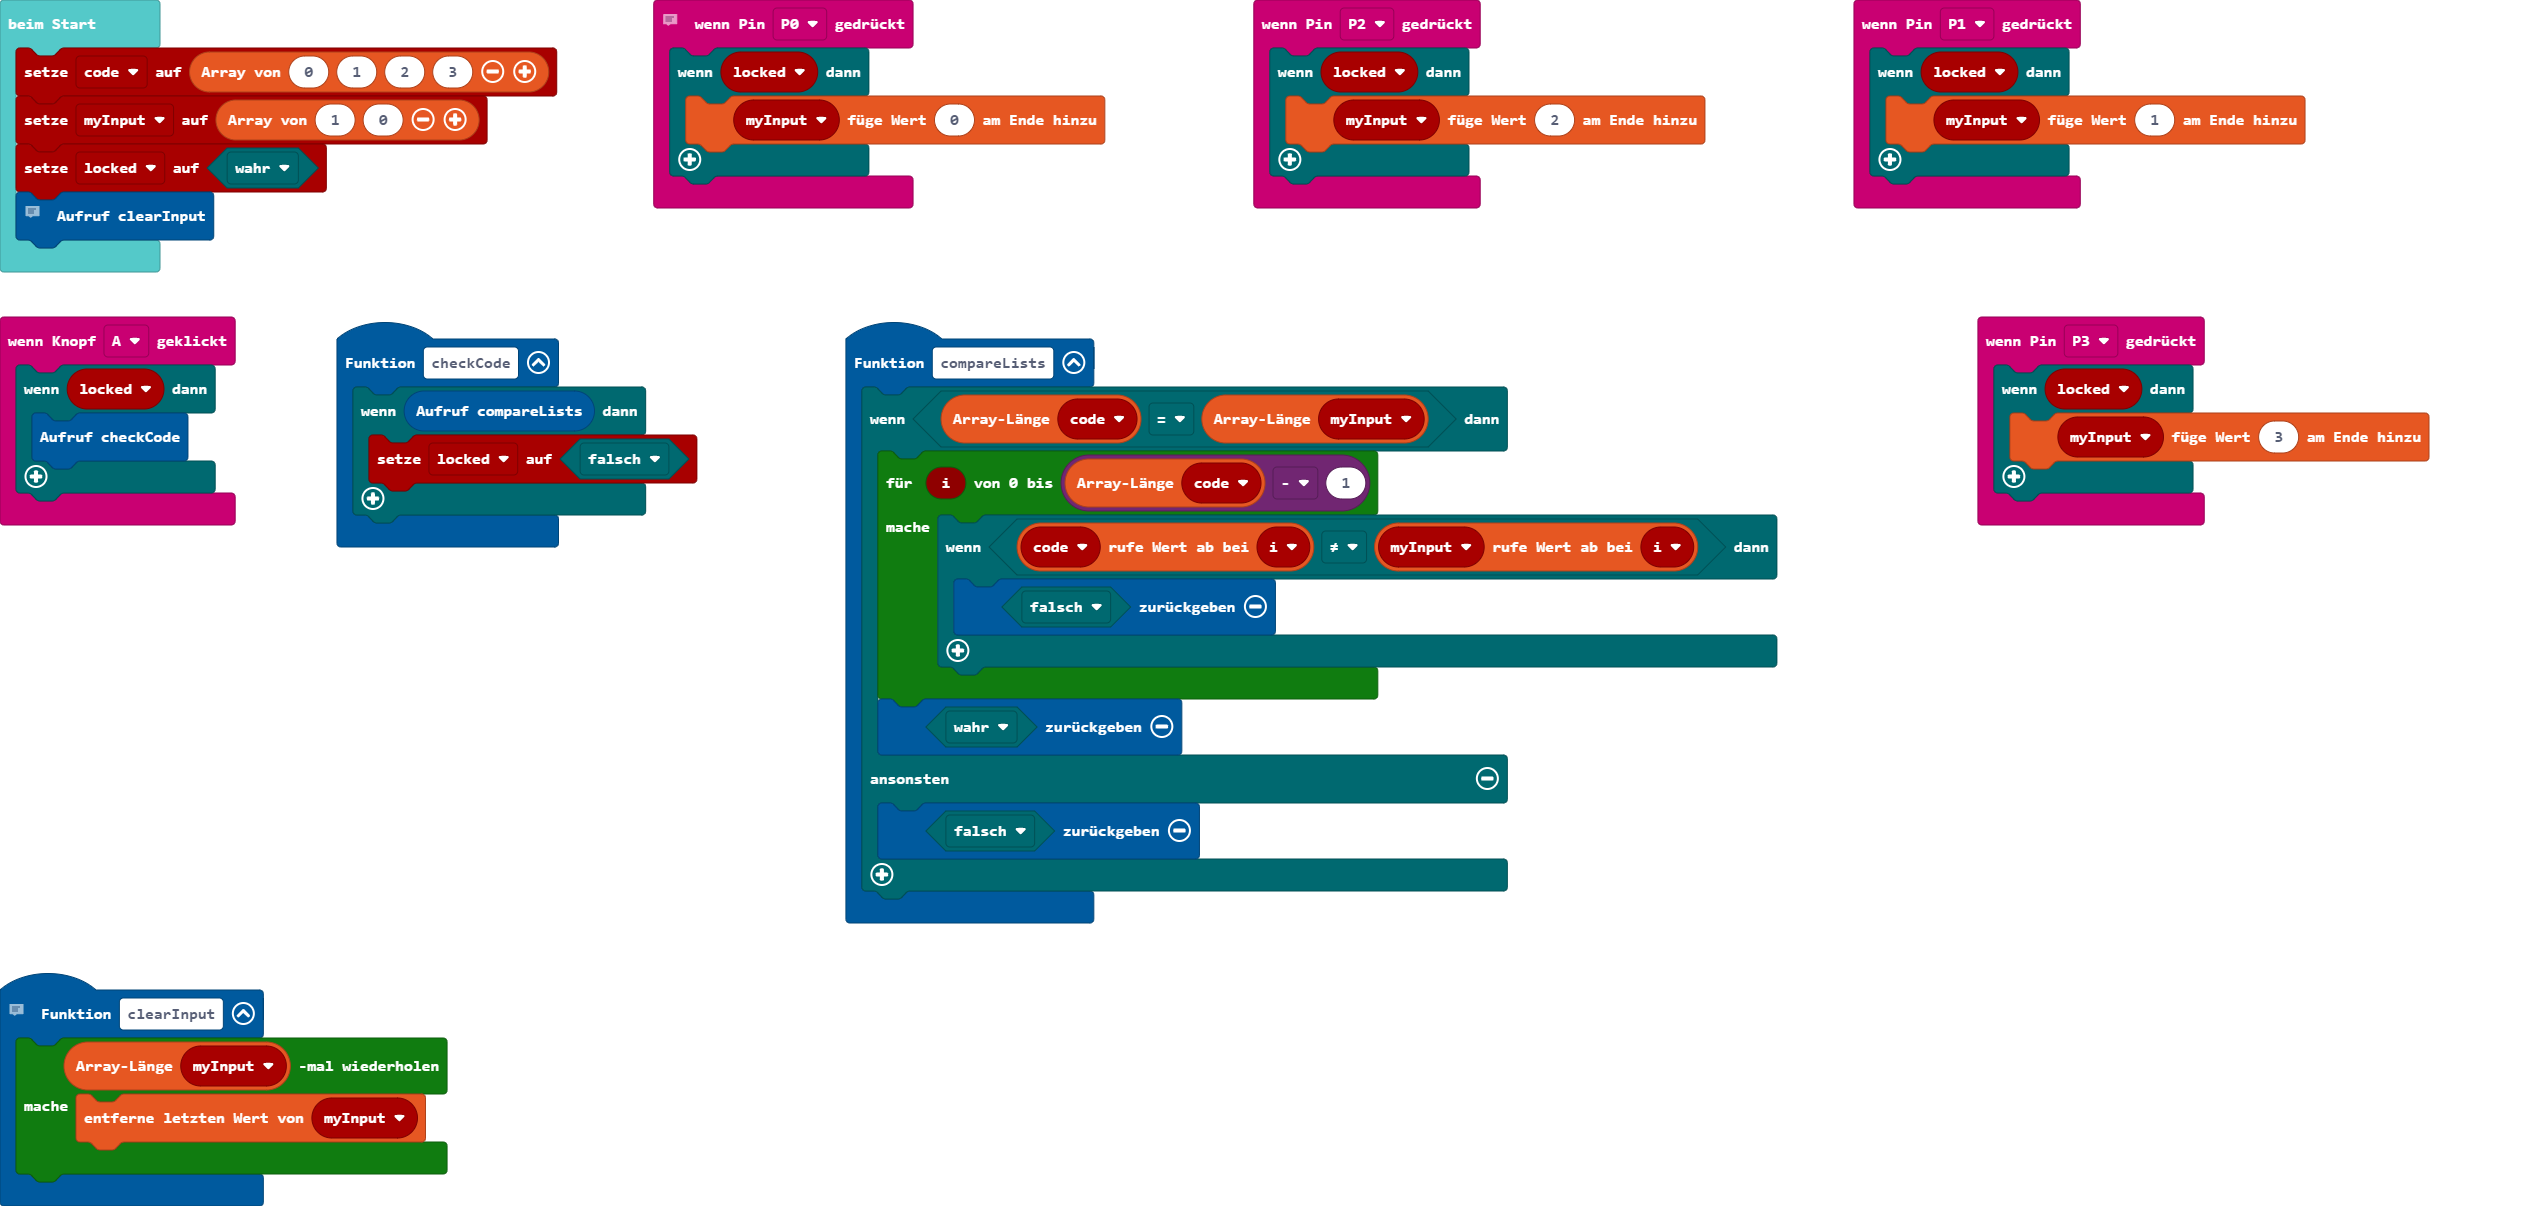 beim Start
setze code auf Array von 0 1 2 3
setze myInput auf Array von 1 0
setze locked auf wahr
Aufruf clearInput
wenn Pin P0 gedrückt
wenn locked dann
myInput füge Wert 0 am Ende hinzu
wenn Pin P2 gedrückt
wenn locked dann
myInput füge Wert 2 am Ende hinzu
wenn Pin P1 gedrückt
wenn locked dann
myInput füge Wert 1 am Ende hinzu
wenn Knopf A geklickt
wenn locked dann
Aufruf checkCode
Funktion checkCode
wenn Aufruf compareLists dann
setze locked auf falsch
Funktion compareLists
wenn Array-Länge code = Array-Länge myInput dann
für i von 0 bis Array-Länge code - 1
mache
wenn code rufe Wert ab bei i ≠ myInput rufe Wert ab bei i dann
falsch zurückgeben
wahr zurückgeben
ansonsten
falsch zurückgeben
wenn Pin P3 gedrückt
wenn locked dann
myInput füge Wert 3 am Ende hinzu
Funktion clearInput
Array-Länge myInput -mal wiederholen
mache entferne letzten Wert von myInput